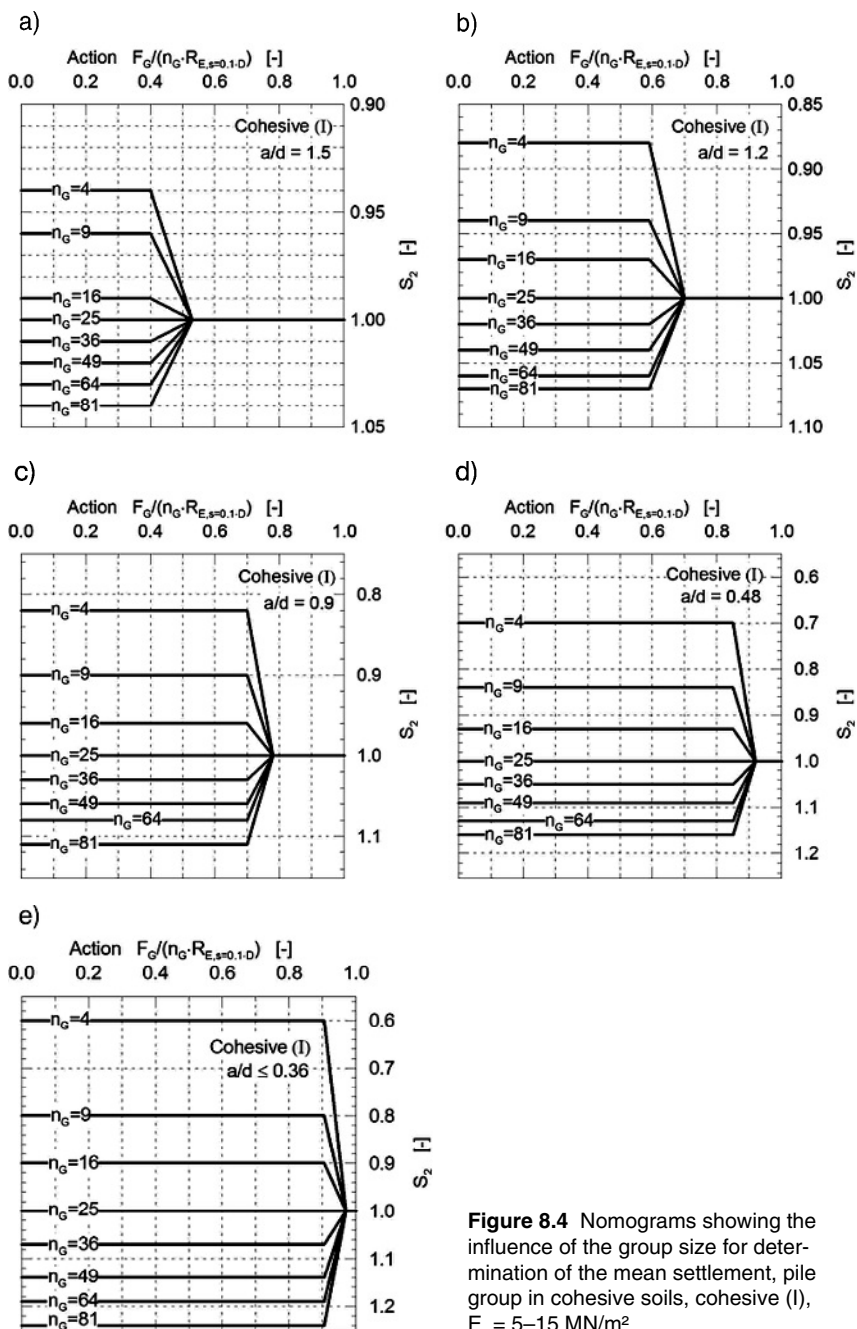 a)
Action F_G/(n_G·R_E,s=0.1·D) [-]
0.0 0.2 0.4 0.6 0.8 1.0
Cohesive (I)
a/d = 1.5
n_G=4
n_G=9
n_G=16
n_G=25
n_G=36
n_G=49
n_G=64
n_G=81
0.90
0.95
1.00
1.05
S_2 [-]
b)
Action F_G/(n_G·R_E,s=0.1·D) [-]
0.0 0.2 0.4 0.6 0.8 1.0
Cohesive (I)
a/d = 1.2
n_G=4
n_G=9
n_G=16
n_G=25
n_G=36
n_G=49
n_G=64
n_G=81
0.85
0.90
0.95
1.00
1.05
1.10
S_2 [-]
c)
Action F_G/(n_G·R_E,s=0.1·D) [-]
0.0 0.2 0.4 0.6 0.8 1.0
Cohesive (I)
a/d = 0.9
n_G=4
n_G=9
n_G=16
n_G=25
n_G=36
n_G=49
n_G=64
n_G=81
0.8
0.9
1.0
1.1
S_2 [-]
d)
Action F_G/(n_G·R_E,s=0.1·D) [-]
0.0 0.2 0.4 0.6 0.8 1.0
Cohesive (I)
a/d = 0.48
n_G=4
n_G=9
n_G=16
n_G=25
n_G=36
n_G=49
n_G=64
n_G=81
0.6
0.7
0.8
0.9
1.0
1.1
1.2
S_2 [-]
e)
Action F_G/(n_G·R_E,s=0.1·D) [-]
0.0 0.2 0.4 0.6 0.8 1.0
Cohesive (I)
a/d ≤ 0.36
n_G=4
n_G=9
n_G=16
n_G=25
n_G=36
n_G=49
n_G=64
n_G=81
0.6
0.7
0.8
0.9
1.0
1.1
1.2
S_2 [-]
Figure 8.4 Nomograms showing the
influence of the group size for deter-
mination of the mean settlement, pile
group in cohesive soils, cohesive (I),
E = 5–15 MN/m²